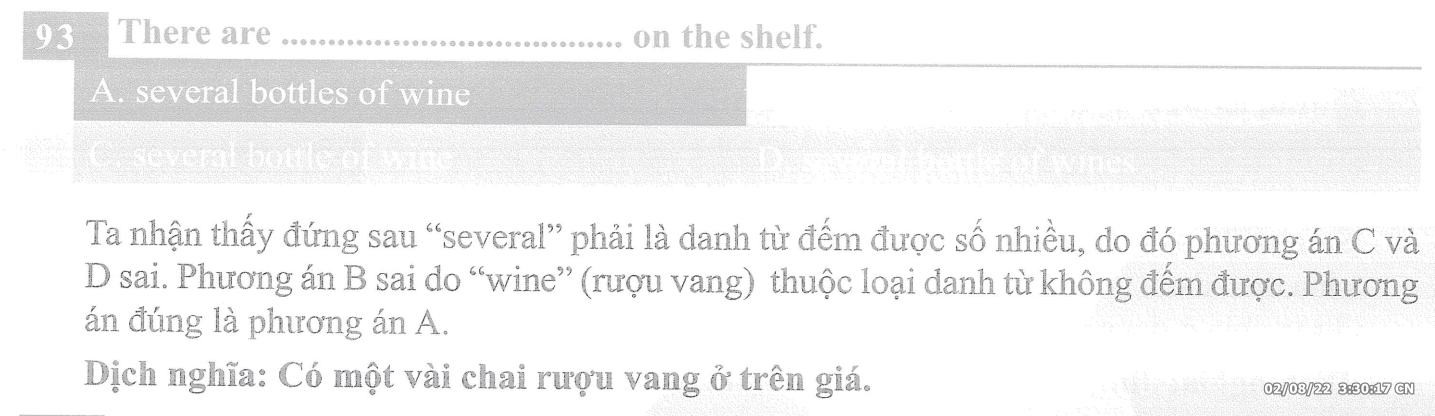 93 There are .................................... on the shelf.
A. several bottles of wine
C. several bottle of wine D. several bottle of wines
Ta nhận thấy đứng sau “several” phải là danh từ đếm được số nhiều, do đó phương án C và
D sai. Phương án B sai do “wine” (rượu vang) thuộc loại danh từ không đếm được. Phương
án đúng là phương án A.
Dịch nghĩa: Có một vài chai rượu vang ở trên giá.
02/08/22 3:30:17 CN